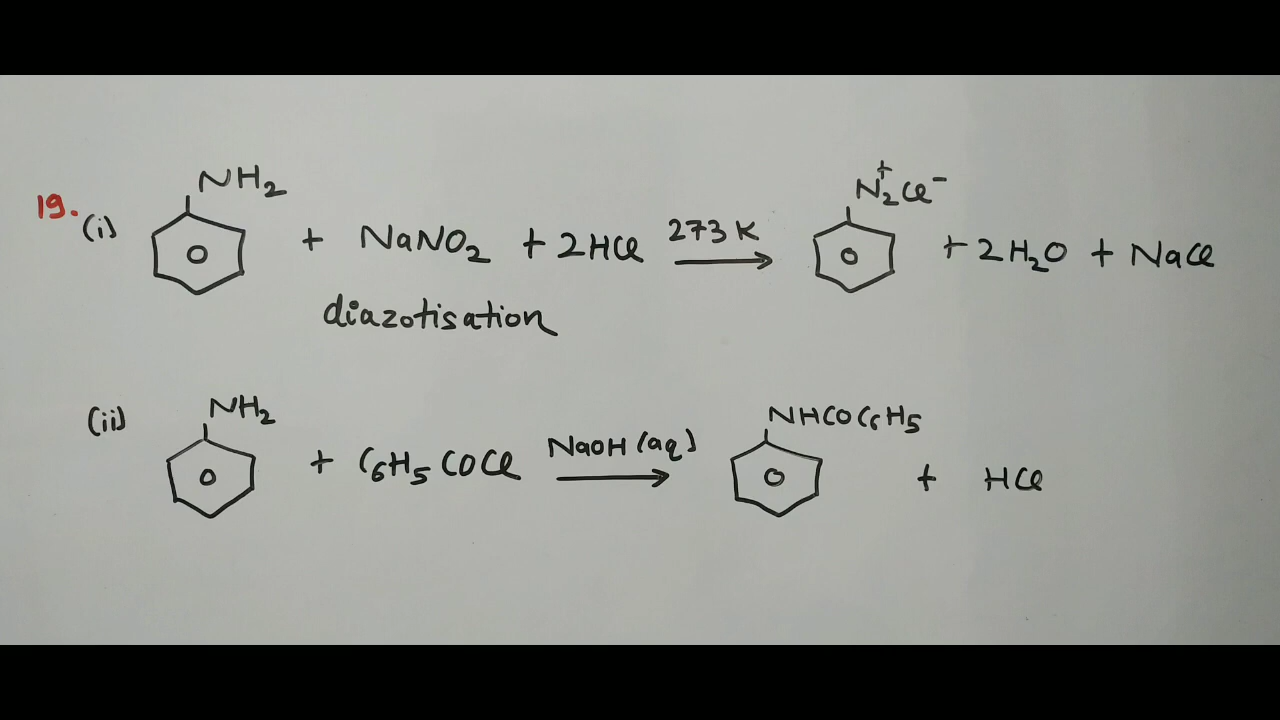 19. (i) NH₂ + NaNO₂ + 2HCl 273 K N₂⁺Cl⁻ + 2H₂O + NaCl
diazotisation
(ii) NH₂ + C₆H₅COCl NaOH (aq) NHCOC₆H₅ + HCl